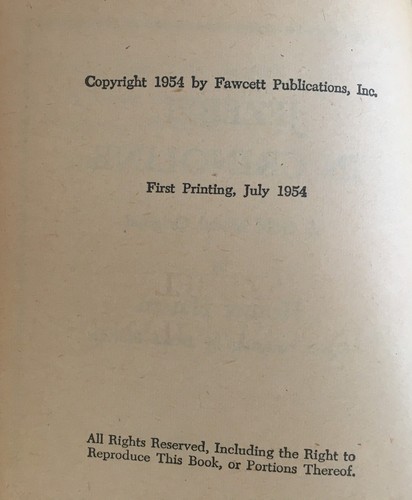 Copyright 1954 by Fawcett Publications, Inc.
First Printing, July 1954
All Rights Reserved, Including the Right to
Reproduce This Book, or Portions Thereof.